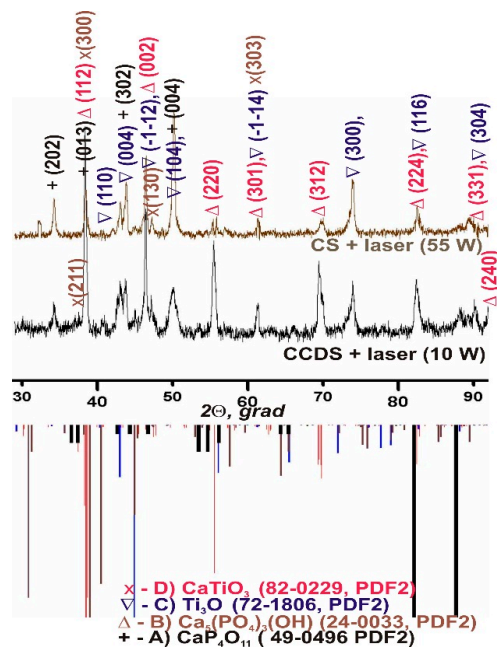 + (202)
+ (013) Δ (112) x(300)
∇ (110)
∇ (004) + (302)
∇ (-1-12), Δ (002)
x(130)
∇ (104), + (004)
Δ (220)
Δ (301),∇ (-1-14) x(303)
Δ (312)
∇ (300),
Δ (224),∇ (116)
Δ (331),∇ (304)
CS + laser (55 W)
x(211)
Δ (240)
CCDS + laser (10 W)
30 40 50 60 70 80 90
2Θ, grad
x - D) CaTiO3 (82-0229, PDF2)
∇ - C) Ti3O (72-1806, PDF2)
Δ - B) Ca5(PO4)3(OH) (24-0033, PDF2)
+ - A) CaP4O11 ( 49-0496 PDF2)